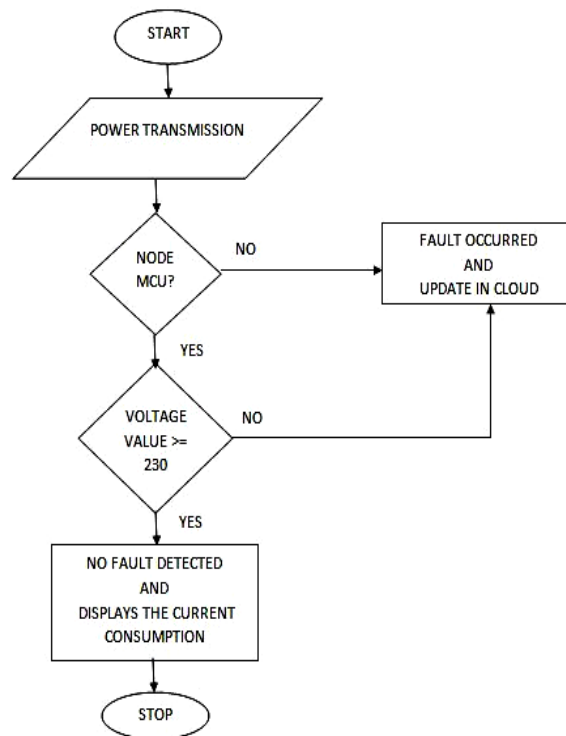 START
POWER TRANSMISSION
NODE
MCU?
NO
FAULT OCCURRED
AND
UPDATE IN CLOUD
YES
VOLTAGE
VALUE >=
230
NO
YES
NO FAULT DETECTED
AND
DISPLAYS THE CURRENT
CONSUMPTION
STOP